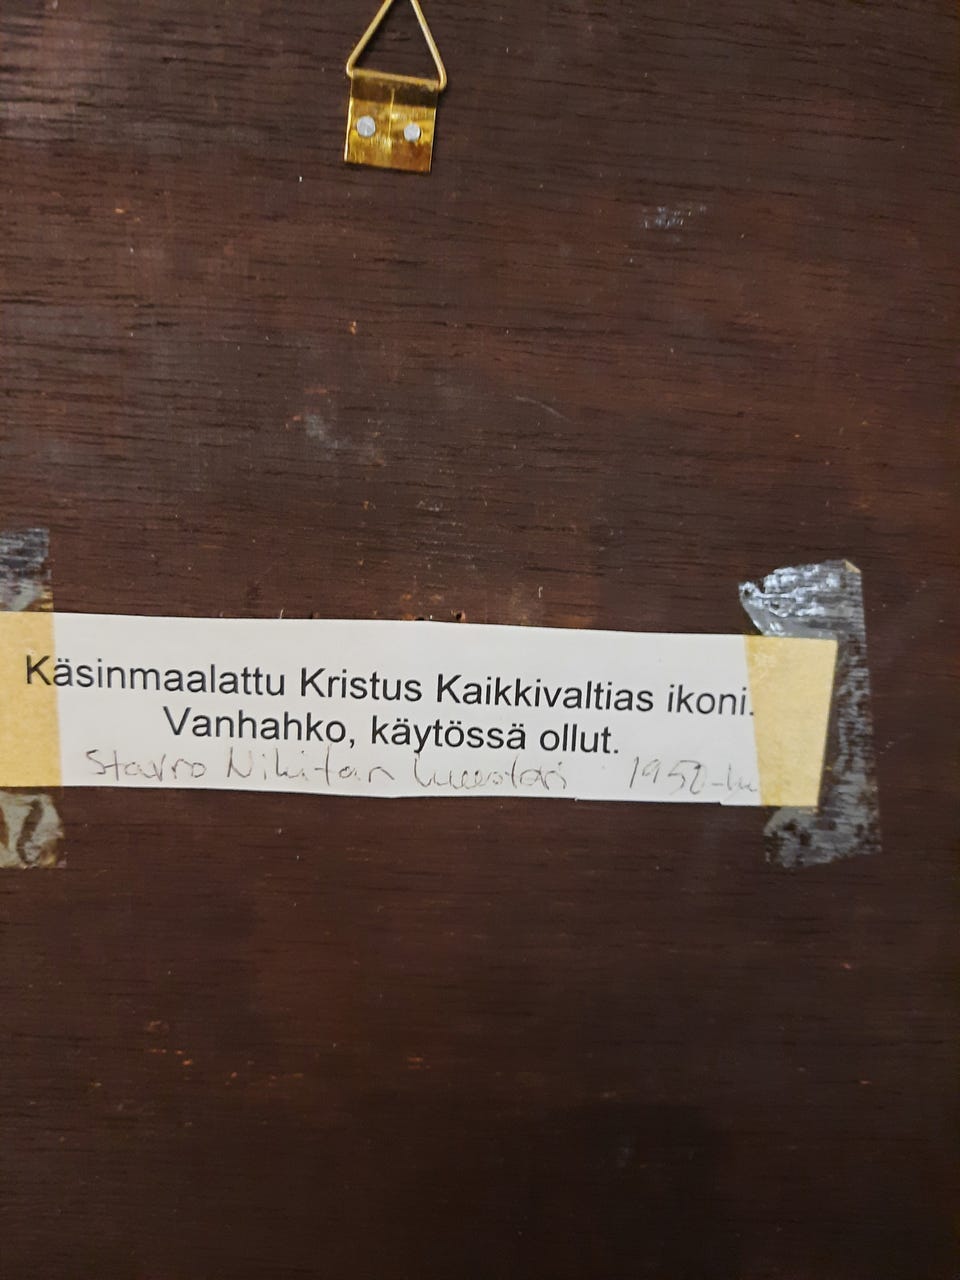 Käsinmaalattu Kristus Kaikkivaltias ikoni.
Vanhahko, käytössä ollut.
Stavro Nikitan luostari 1950-lu